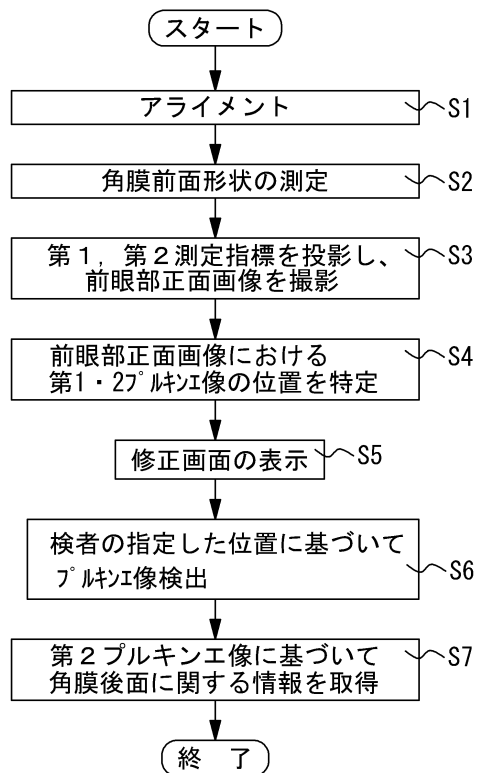 スタート
アライメント
S1
角膜前面形状の測定
S2
第1，第2測定指標を投影し、
前眼部正面画像を撮影
S3
前眼部正面画像における
第1・2ﾌﾟﾙｷﾝｴ像の位置を特定
S4
修正画面の表示
S5
検者の指定した位置に基づいて
ﾌﾟﾙｷﾝｴ像検出
S6
第2プルキンエ像に基づいて
角膜後面に関する情報を取得
S7
終　了